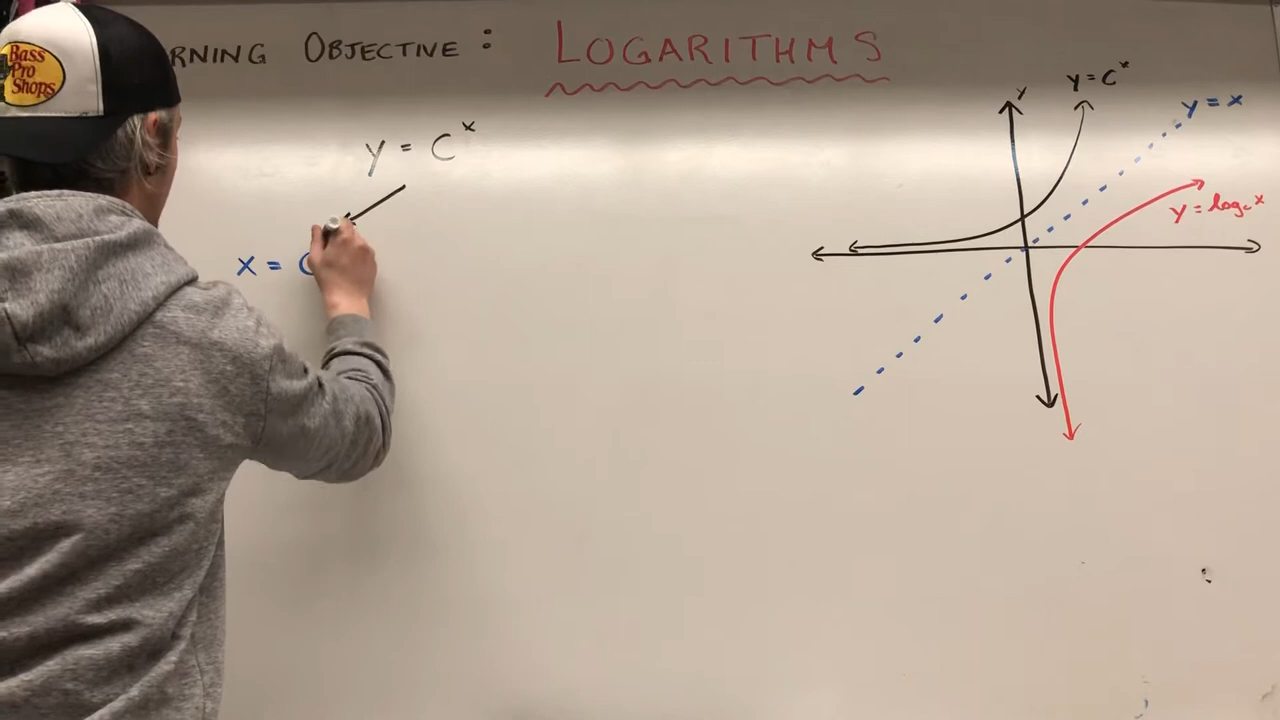 RNING OBJECTIVE: LOGARITHMS
Bass
Pro
Shops
y = C^x
x = C
y
y = C^x
y = x
y = log_c x